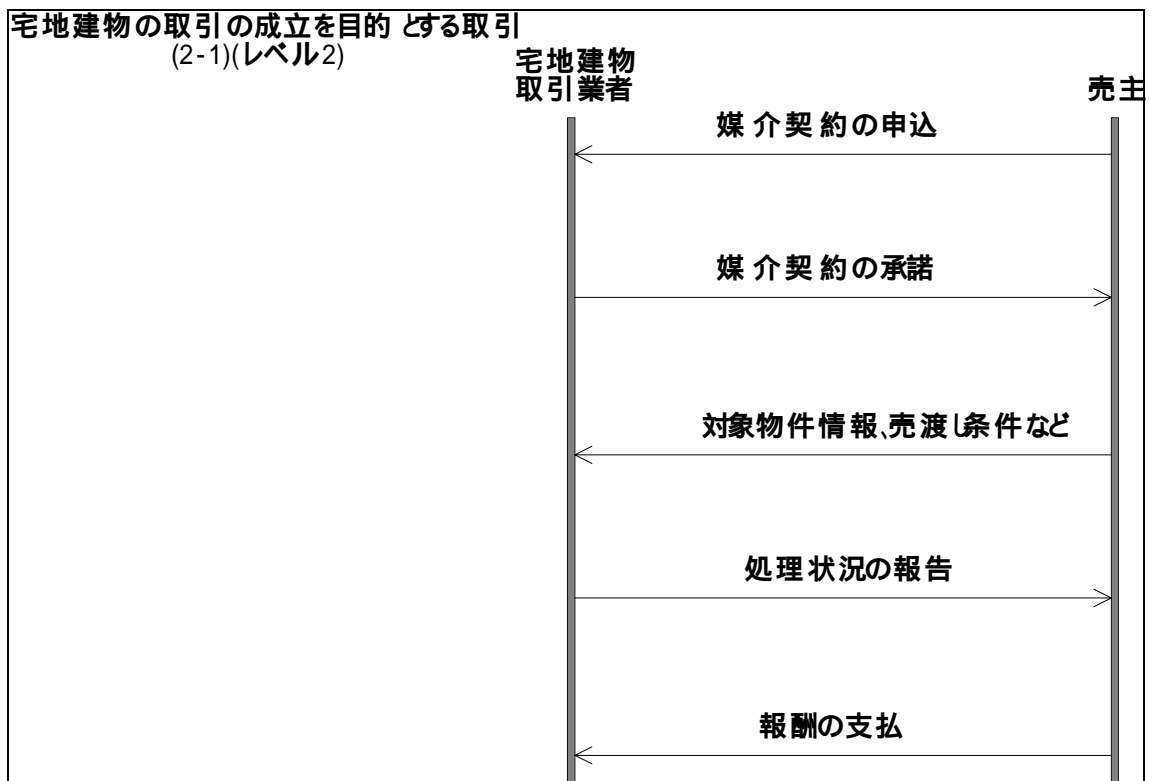 宅地建物の取引の成立を目的とする取引
(2-1)(レベル2)
宅地建物
取引業者
売主
媒介契約の申込
媒介契約の承諾
対象物件情報、売渡し条件など
処理状況の報告
報酬の支払